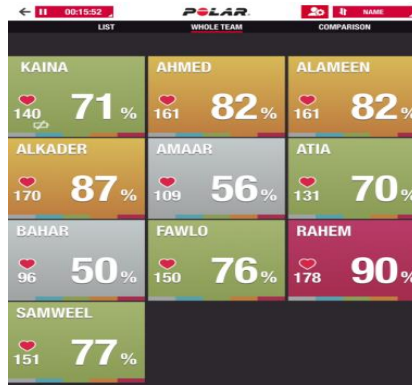 00:15:52 POLAR. NAME
LIST WHOLE TEAM COMPARISON
KAINA AHMED ALAMEEN
140 71% 161 82% 161 82%
ALKADER AMAAR ATIA
170 87% 109 56% 131 70%
BAHAR FAWLO RAHEM
96 50% 150 76% 178 90%
SAMWEEL
151 77%